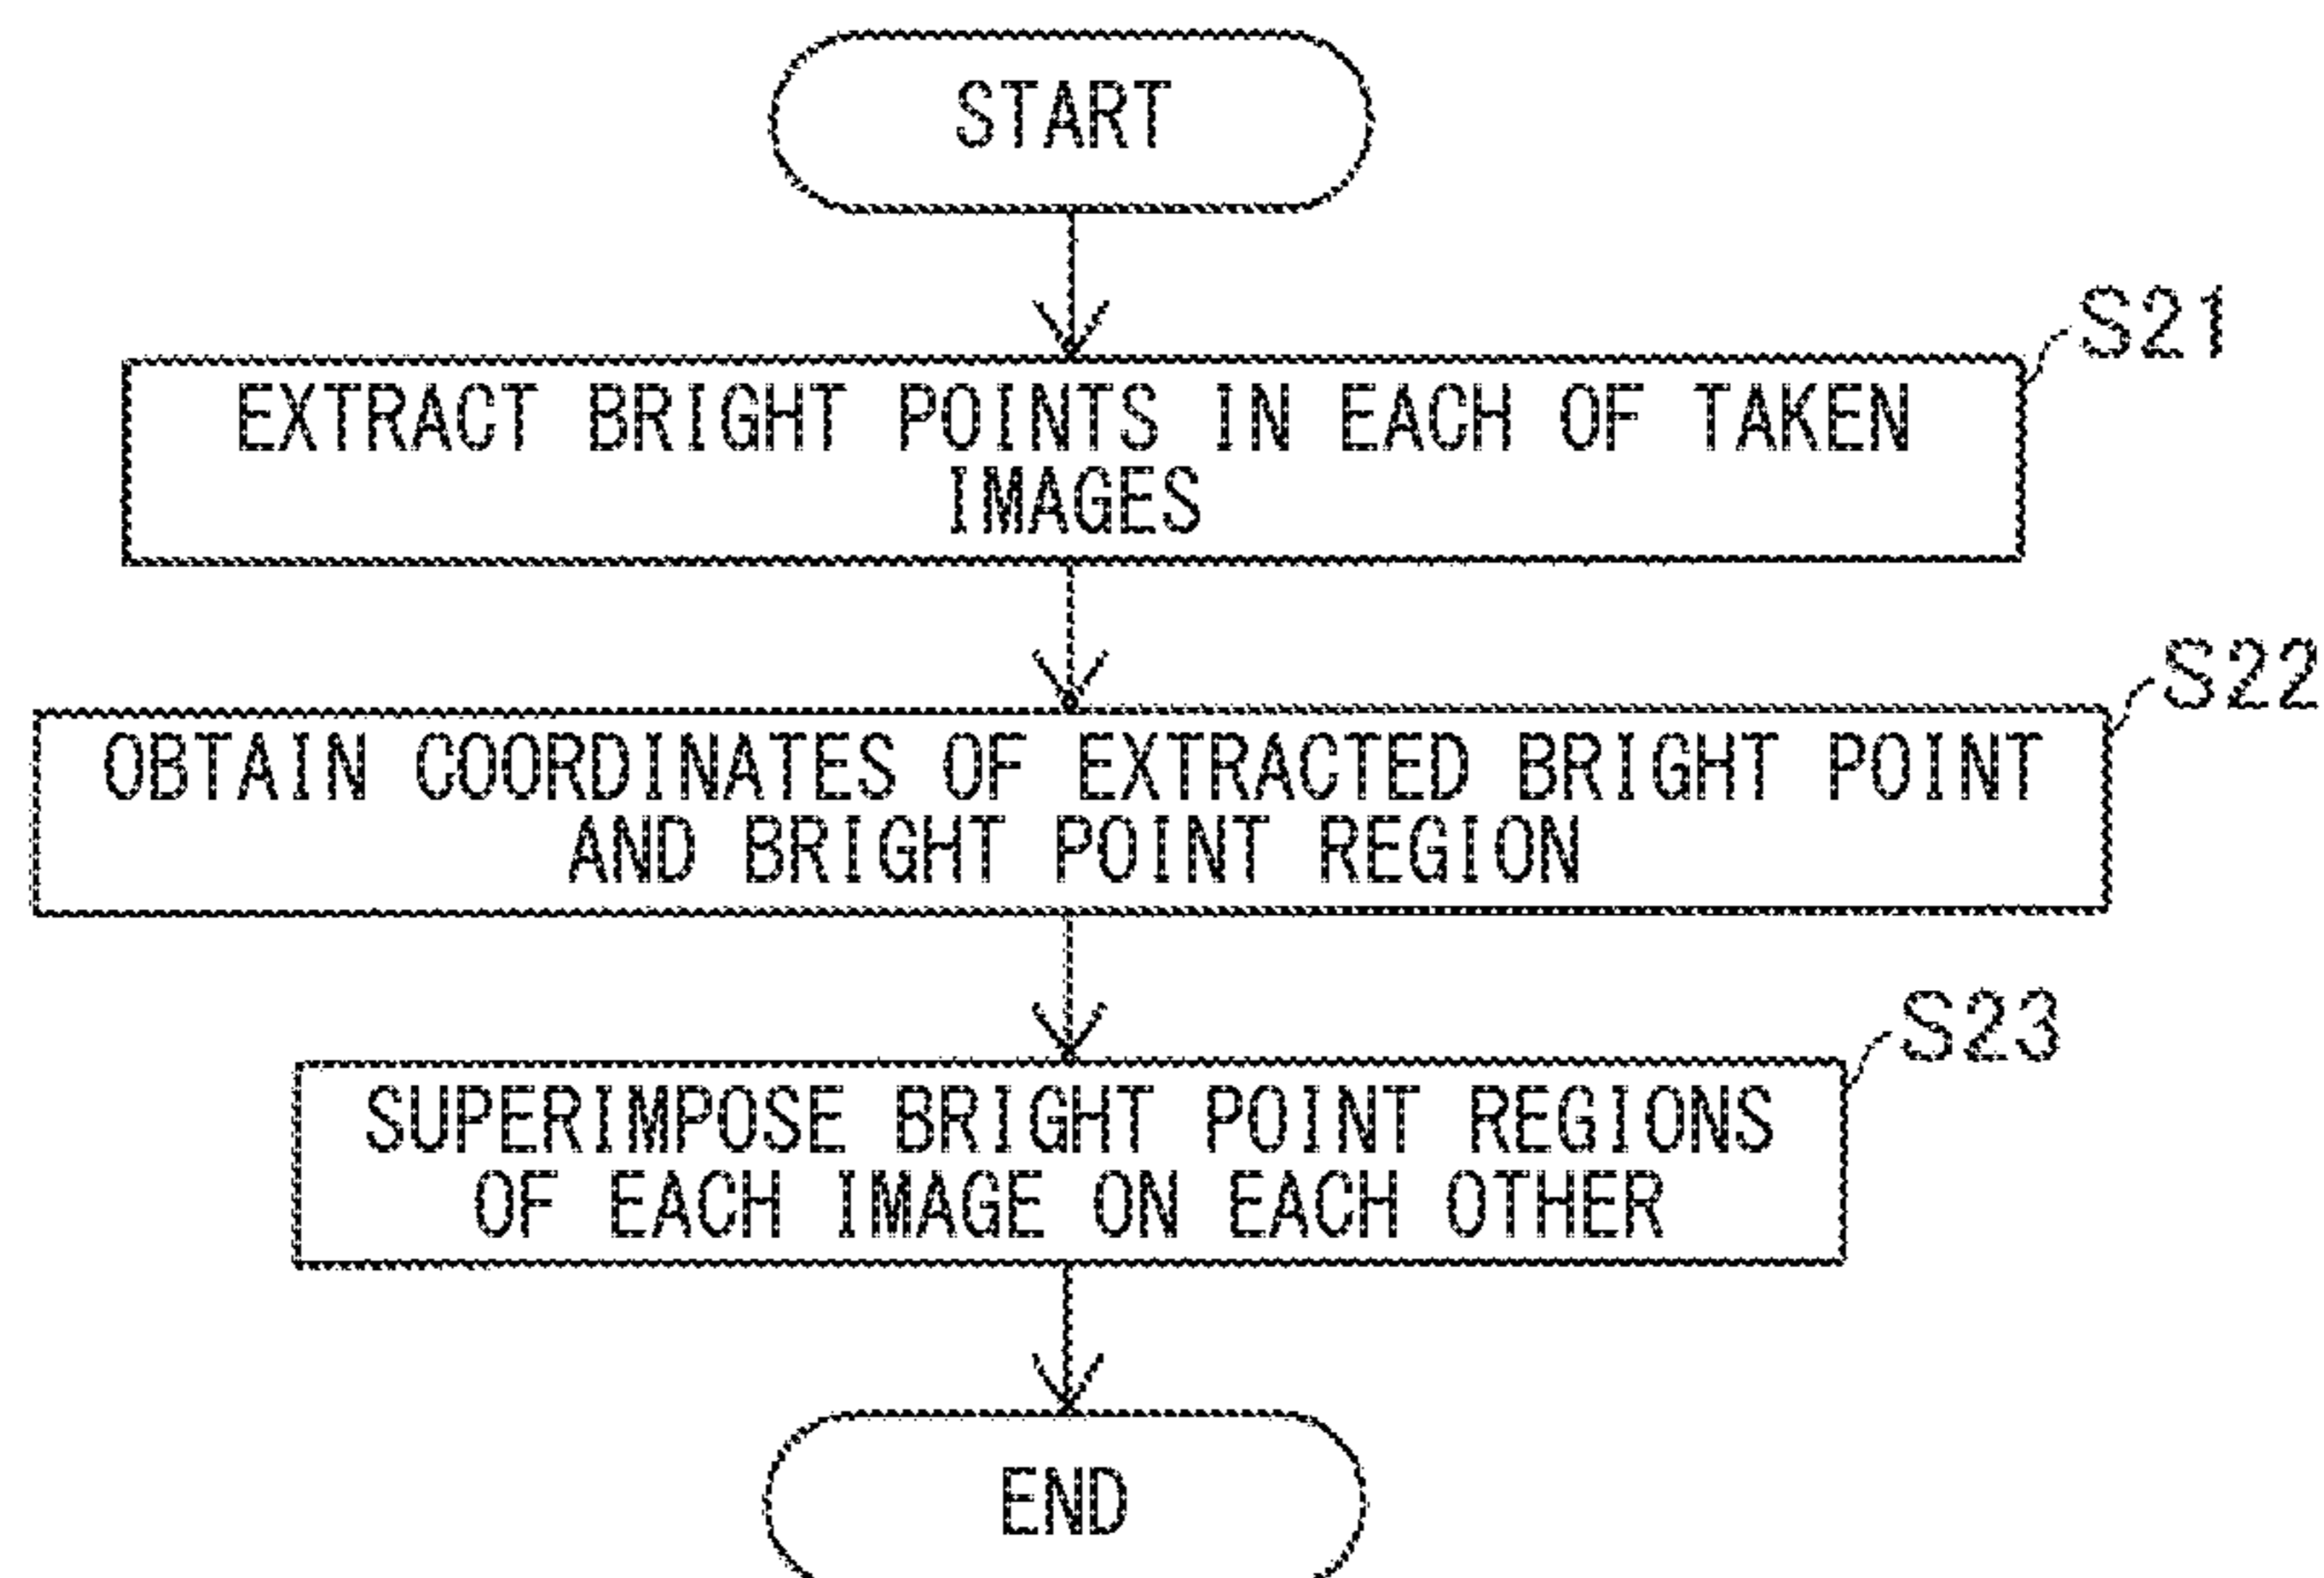 START
S21
EXTRACT BRIGHT POINTS IN EACH OF TAKEN
IMAGES
S22
OBTAIN COORDINATES OF EXTRACTED BRIGHT POINT
AND BRIGHT POINT REGION
S23
SUPERIMPOSE BRIGHT POINT REGIONS
OF EACH IMAGE ON EACH OTHER
END